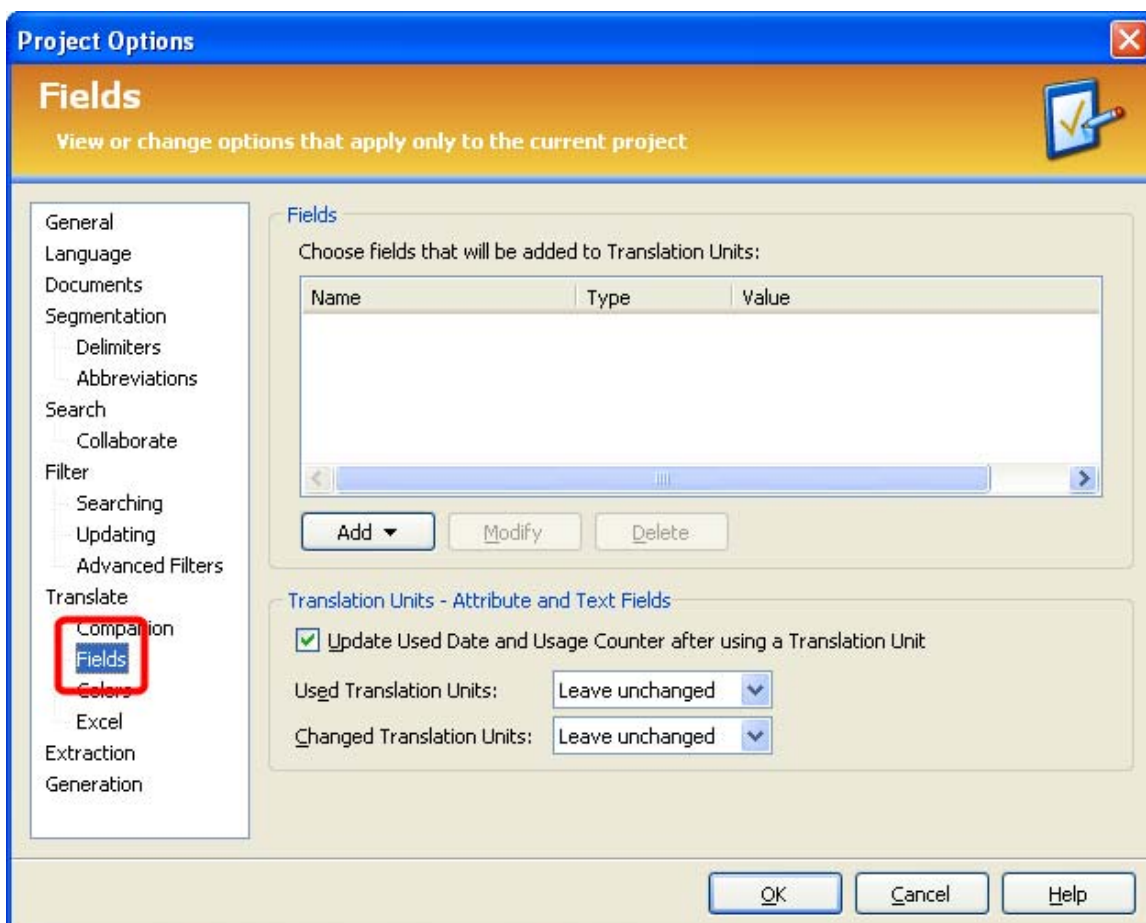 Project Options
Fields
View or change options that apply only to the current project
General
Language
Documents
Segmentation
Delimiters
Abbreviations
Search
Collaborate
Filter
Searching
Updating
Advanced Filters
Translate
Companion
Fields
Colors
Excel
Extraction
Generation
Fields
Choose fields that will be added to Translation Units:
Name Type Value
Add Modify Delete
Translation Units - Attribute and Text Fields
Update Used Date and Usage Counter after using a Translation Unit
Used Translation Units: Leave unchanged
Changed Translation Units: Leave unchanged
OK Cancel Help